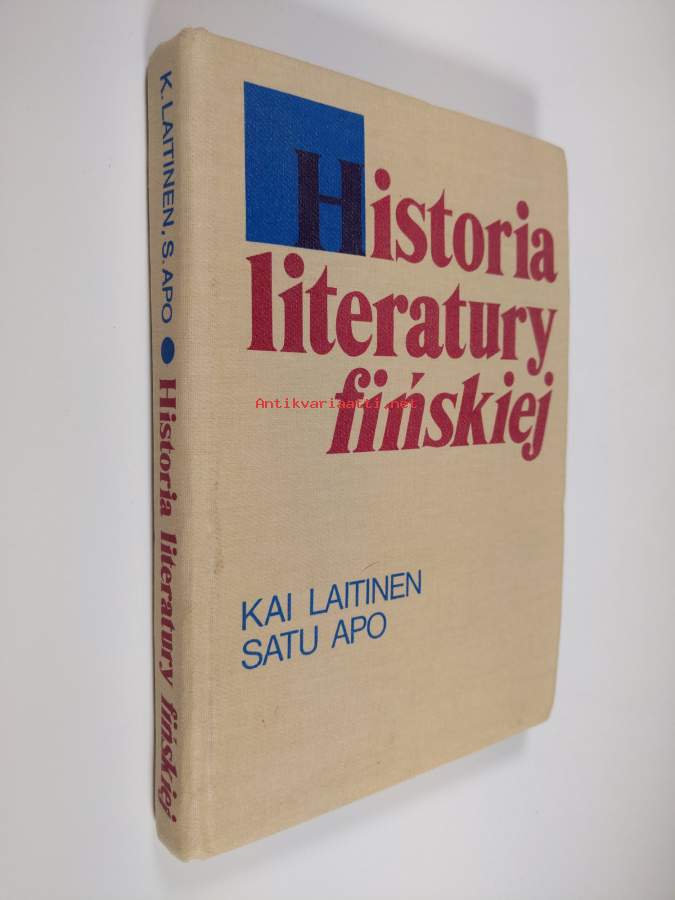 K. LAITINEN, S. APO ● Historia literatury fińskiej
Historia
literatury
fińskiej
Antikvariaatti.net
KAI LAITINEN
SATU APO